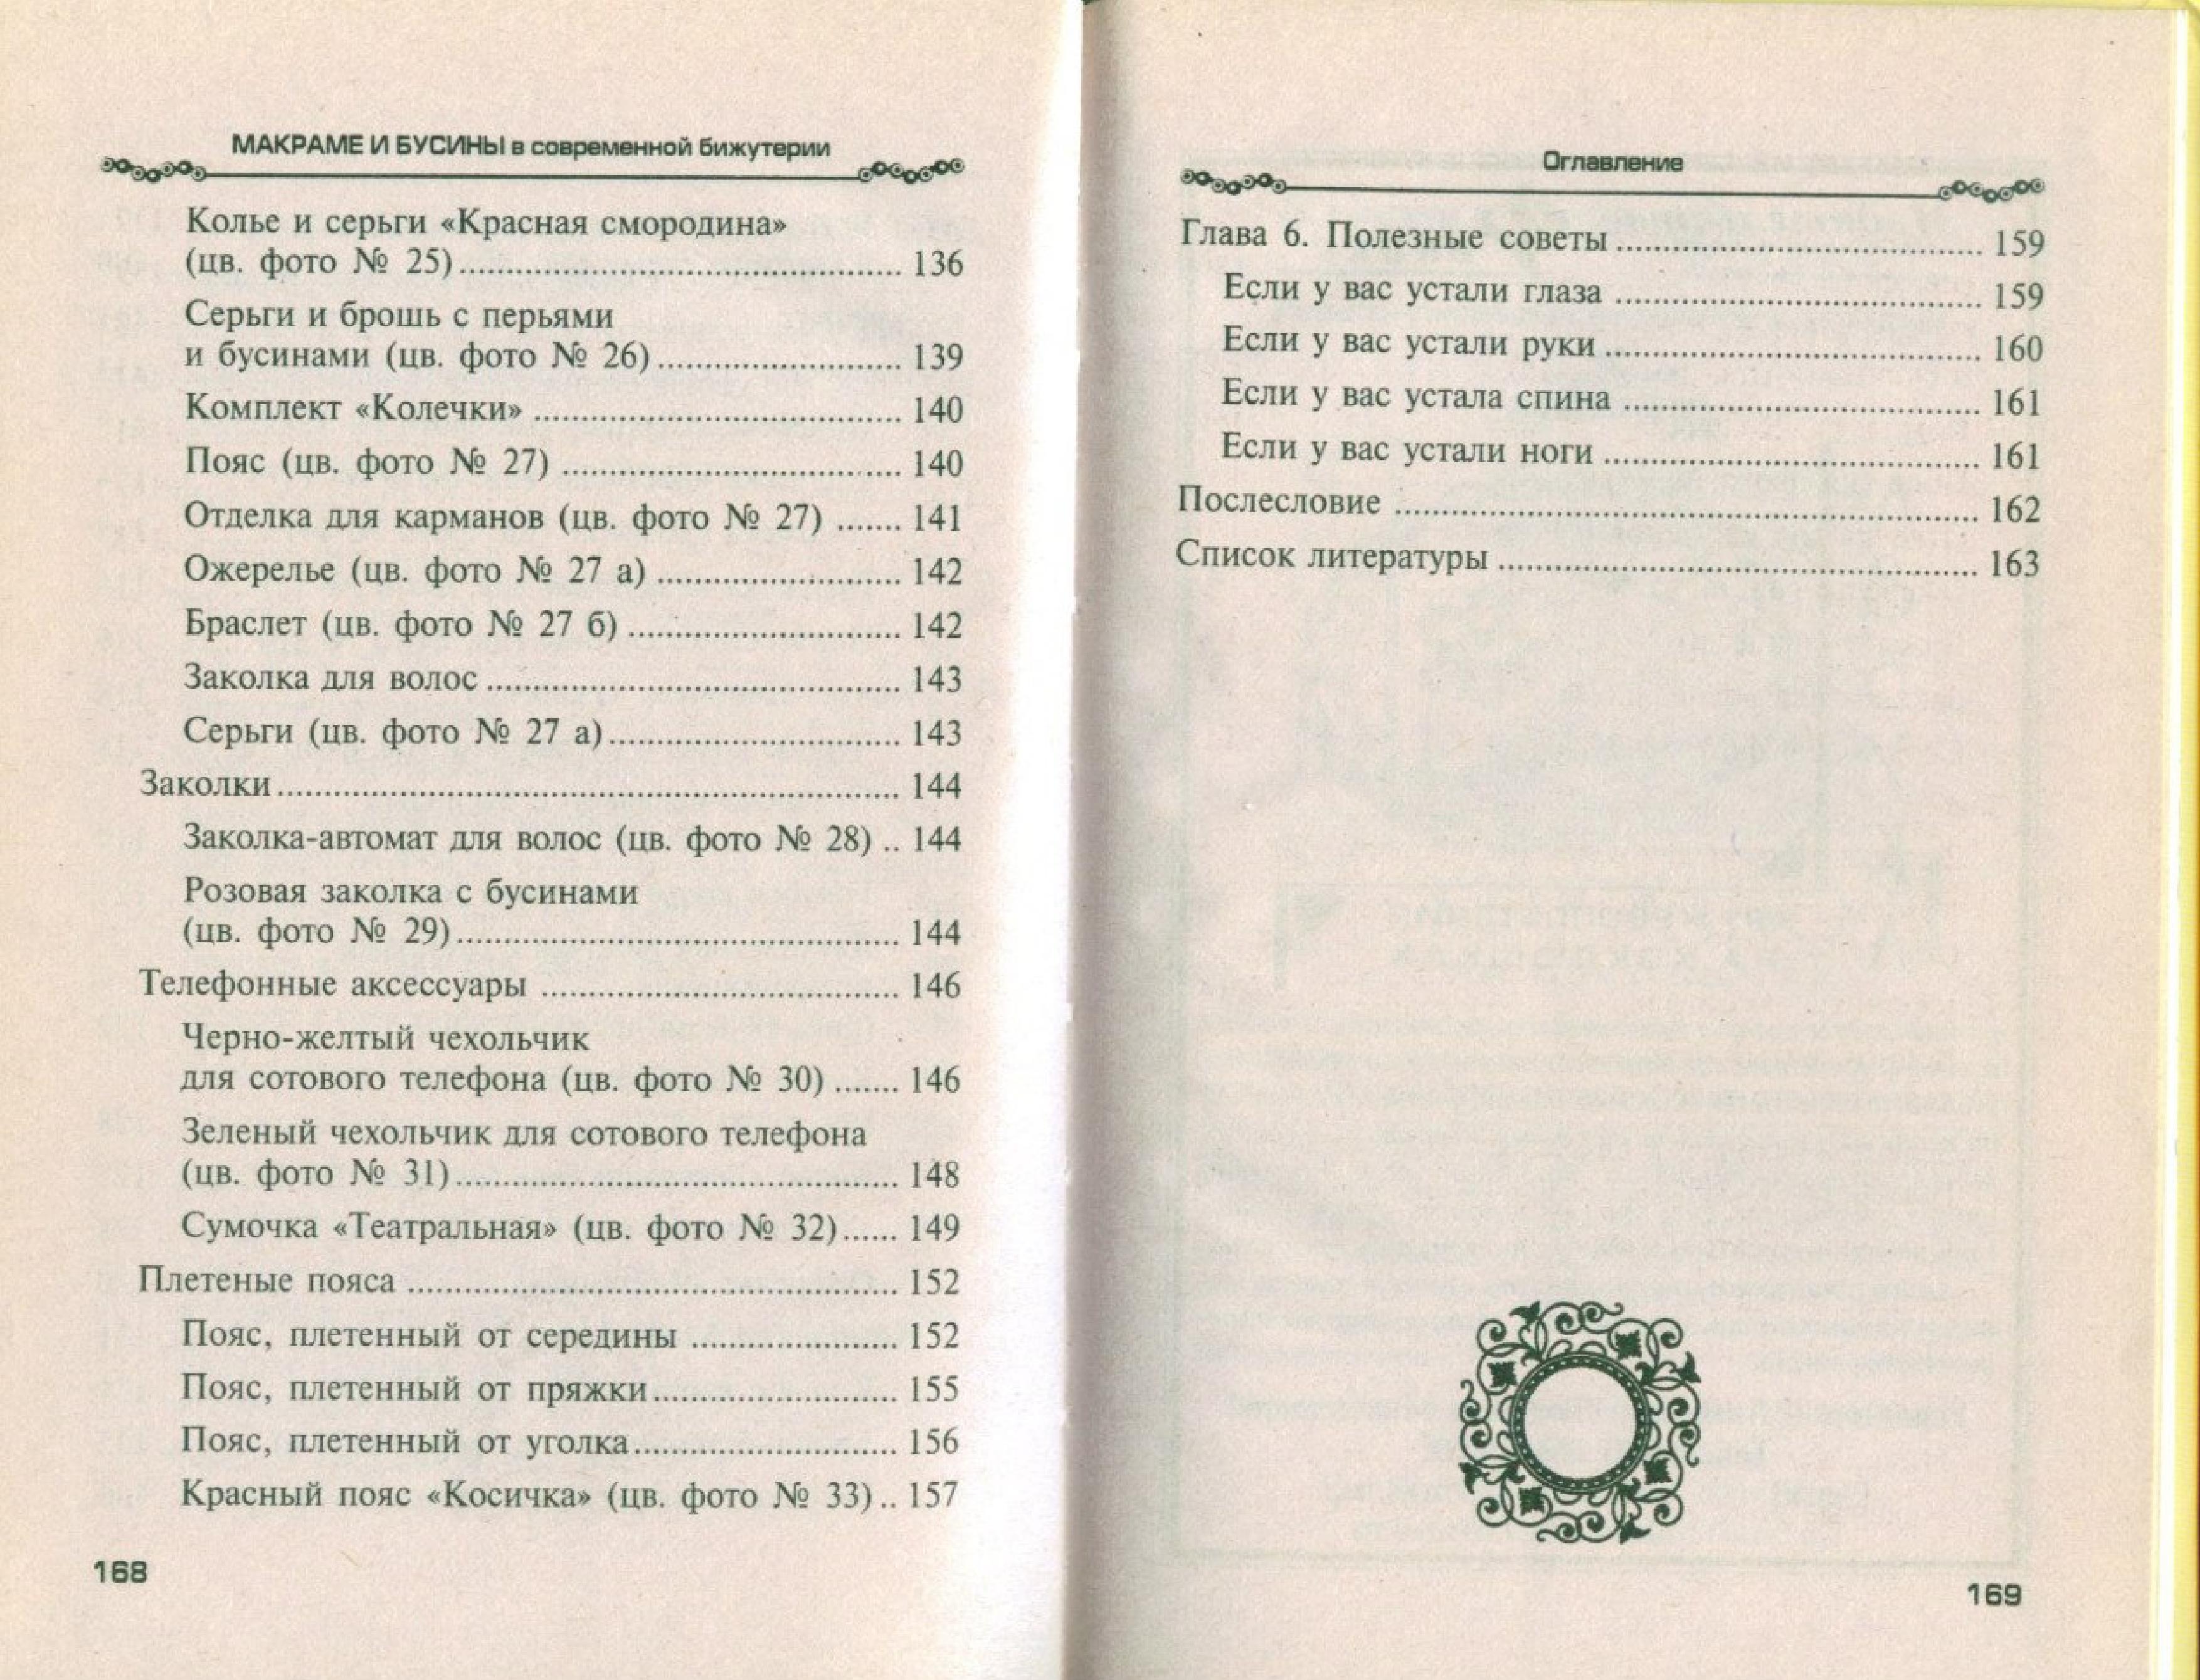 МАКРАМЕ И БУСИНЫ в современной бижутерии
Колье и серьги «Красная смородина»
(цв. фото № 25) ........ 136
Серьги и брошь с перьями
и бусинами (цв. фото № 26) ........ 139
Комплект «Колечки» ........ 140
Пояс (цв. фото № 27) ........ 140
Отделка для карманов (цв. фото № 27) ....... 141
Ожерелье (цв. фото № 27 а) ........ 142
Браслет (цв. фото № 27 б) ........ 142
Заколка для волос ........ 143
Серьги (цв. фото № 27 а) ........ 143
Заколки ........ 144
Заколка-автомат для волос (цв. фото № 28) .. 144
Розовая заколка с бусинами
(цв. фото № 29) ........ 144
Телефонные аксессуары ........ 146
Черно-желтый чехольчик
для сотового телефона (цв. фото № 30) ....... 146
Зеленый чехольчик для сотового телефона
(цв. фото № 31) ........ 148
Сумочка «Театральная» (цв. фото № 32) ...... 149
Плетеные пояса ........ 152
Пояс, плетенный от середины ........ 152
Пояс, плетенный от пряжки ........ 155
Пояс, плетенный от уголка ........ 156
Красный пояс «Косичка» (цв. фото № 33) .. 157
168
Оглавление
Глава 6. Полезные советы ........ 159
Если у вас устали глаза ........ 159
Если у вас устали руки ........ 160
Если у вас устала спина ........ 161
Если у вас устали ноги ........ 161
Послесловие ........ 162
Список литературы ........ 163
169